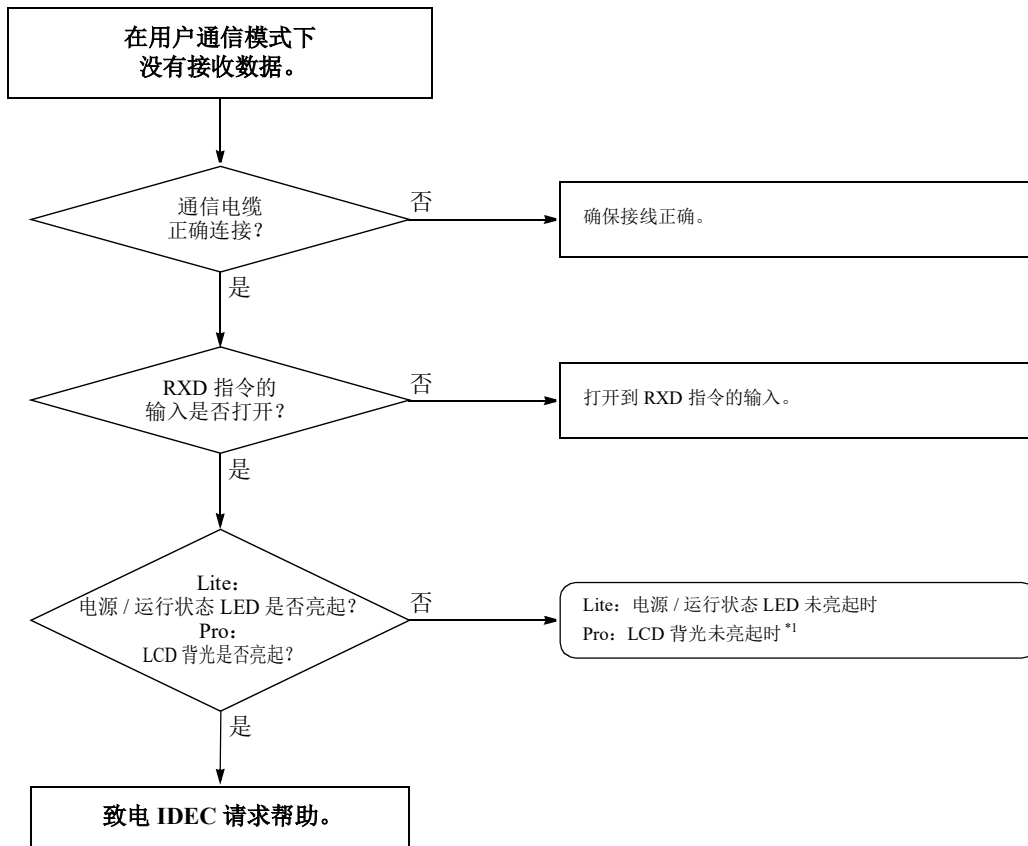 在用户通信模式下
没有接收数据。
通信电缆
正确连接？
否
确保接线正确。
是
RXD 指令的
输入是否打开？
否
打开到 RXD 指令的输入。
是
Lite：
电源 / 运行状态 LED 是否亮起？
Pro：
LCD 背光是否亮起？
否
Lite：电源 / 运行状态 LED 未亮起时
Pro：LCD 背光未亮起时 *1
是
致电 IDEC 请求帮助。